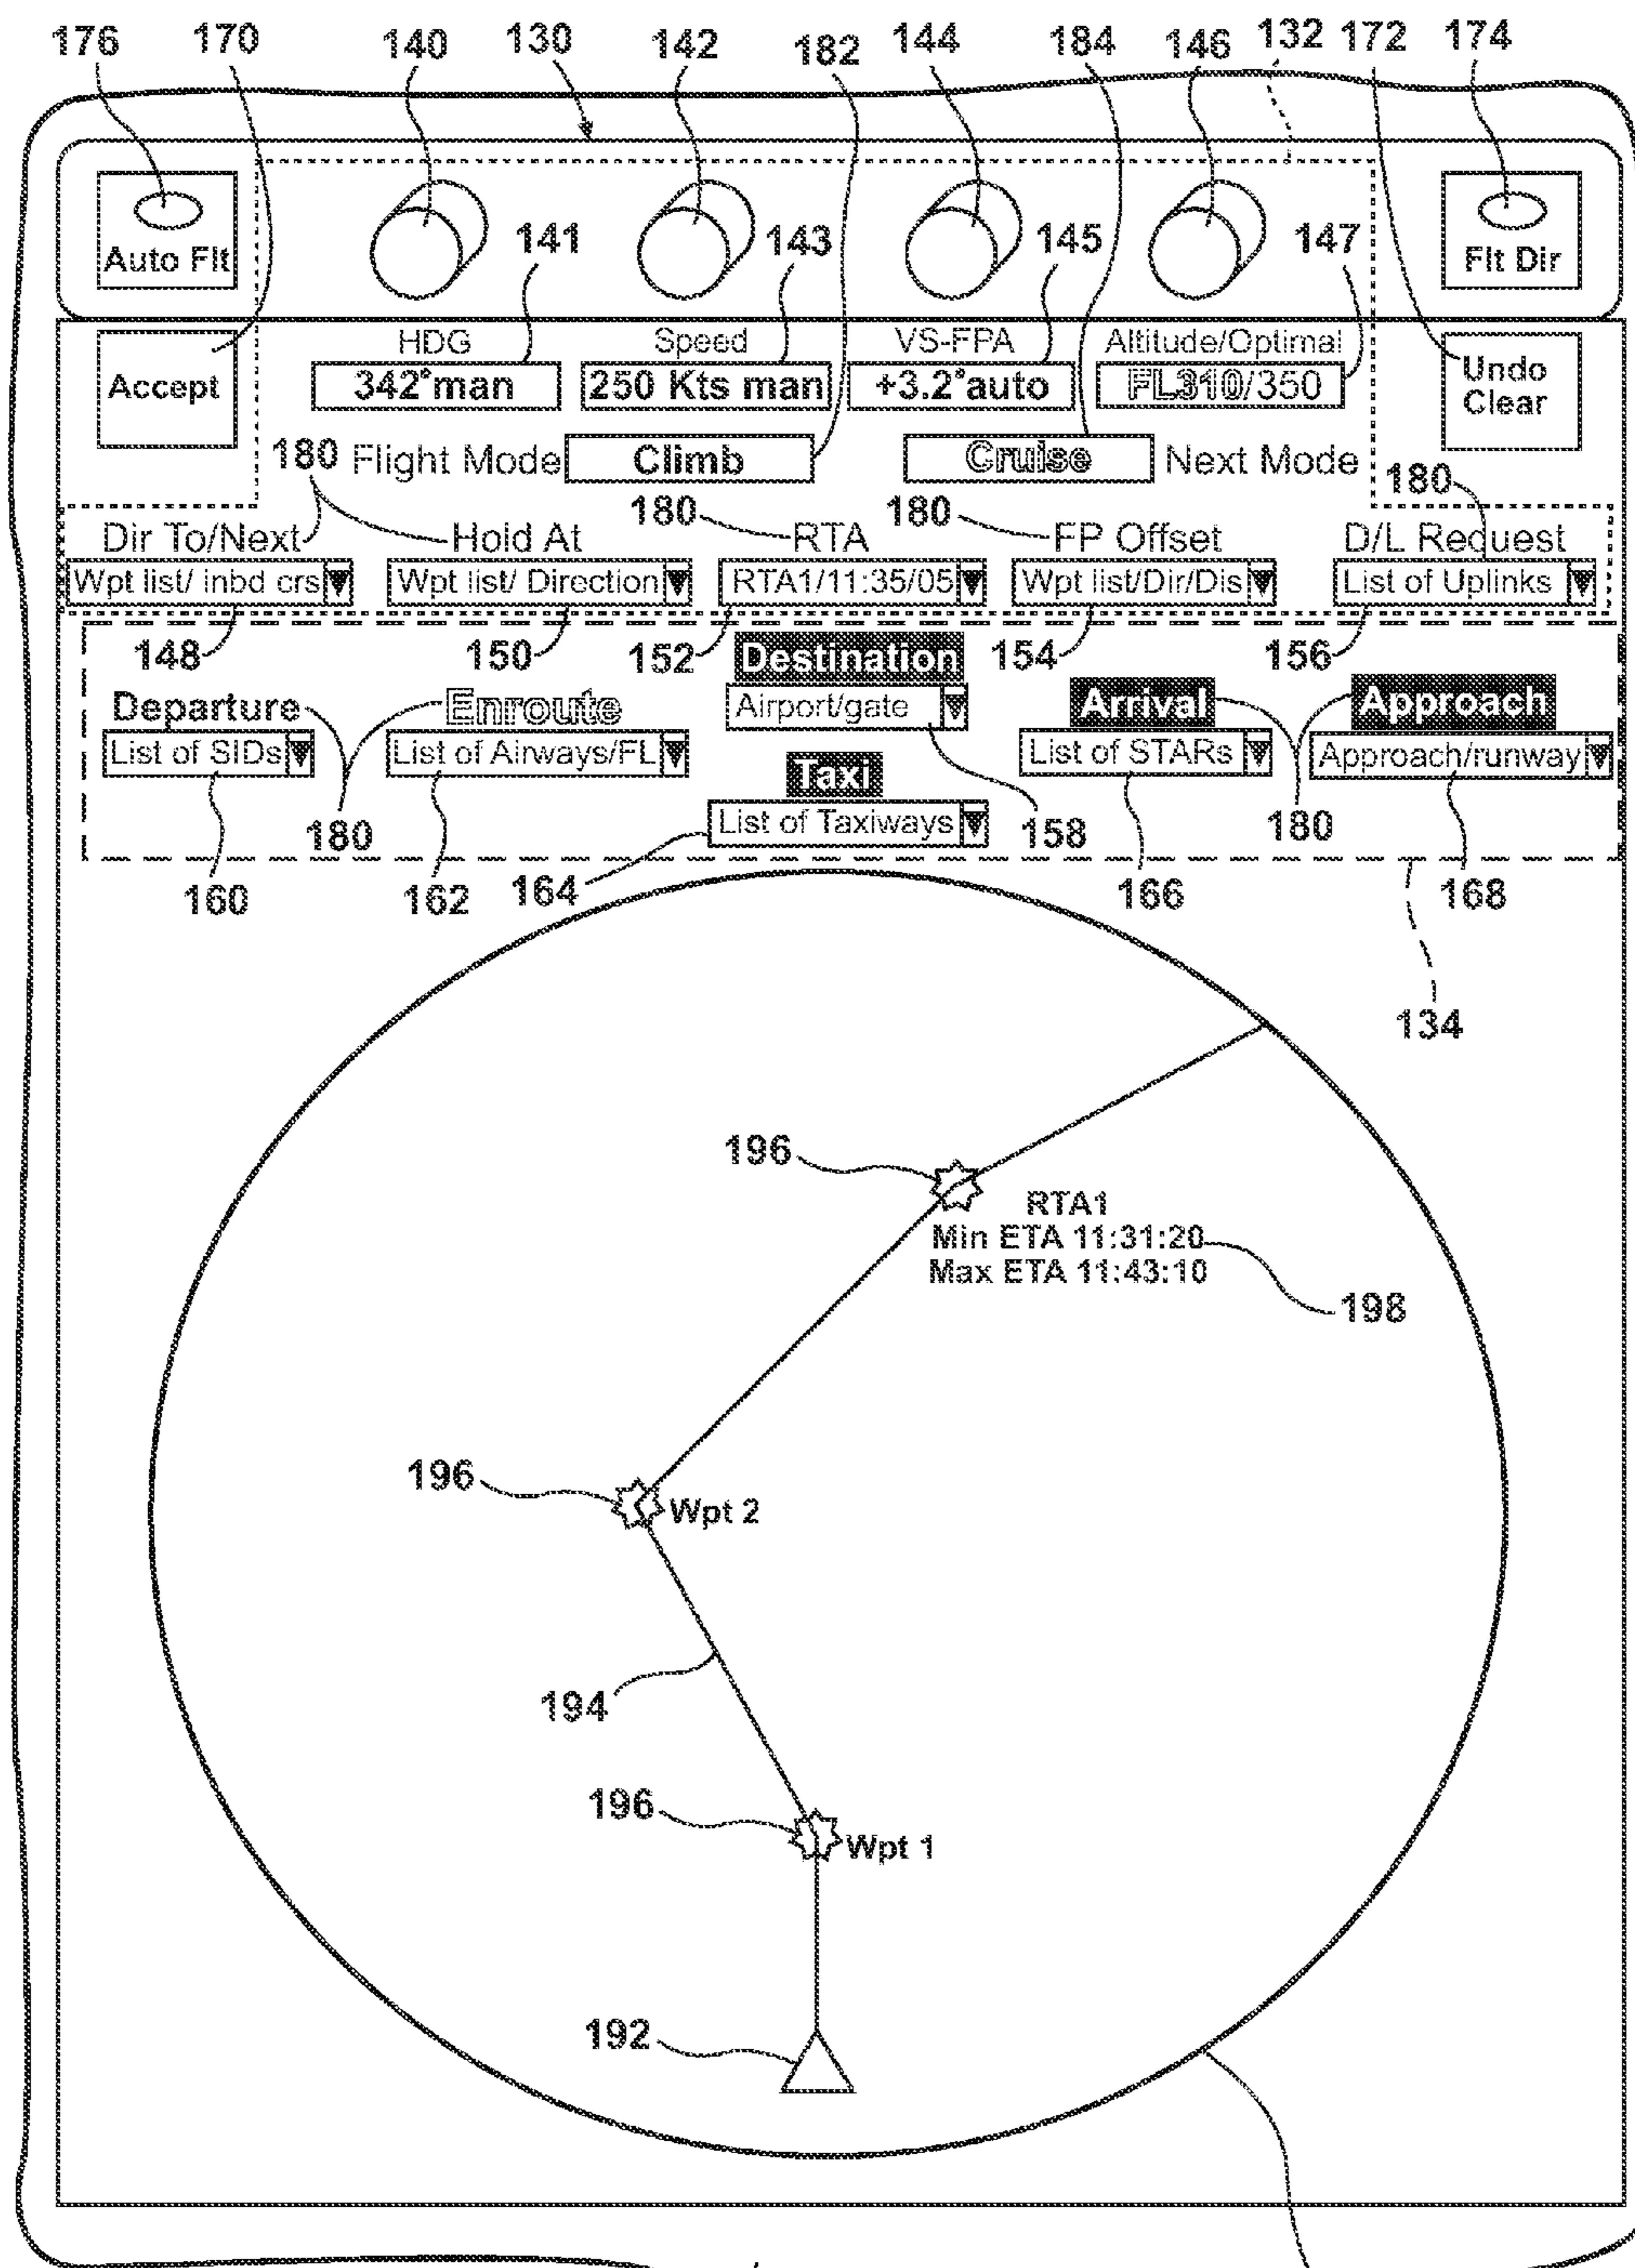 176 170 140 130 142 182 144 184 146 132 172 174
Auto Flt 141 143 145 147 Flt Dir
HDG Speed VS-FPA Altitude/Optimal
Accept 342°man 250 Kts man +3.2°auto FL310/350 Undo
Clear
180 Flight Mode Climb Cruise Next Mode 180
180 180
Dir To/Next Hold At RTA FP Offset D/L Request
Wpt list/ inbd crs Wpt list/ Direction RTA1/11:35/05 Wpt list/Dir/Dis List of Uplinks
148 150 152 Destination 154 156
Departure Enroute Airport/gate Arrival Approach
List of SIDs List of Airways/FL List of STARs Approach/runway
Taxi
180 List of Taxiways 158 180
160 162 164 166 168
134
196
RTA1
Min ETA 11:31:20
Max ETA 11:43:10
198
196 Wpt 2
194
196 Wpt 1
192